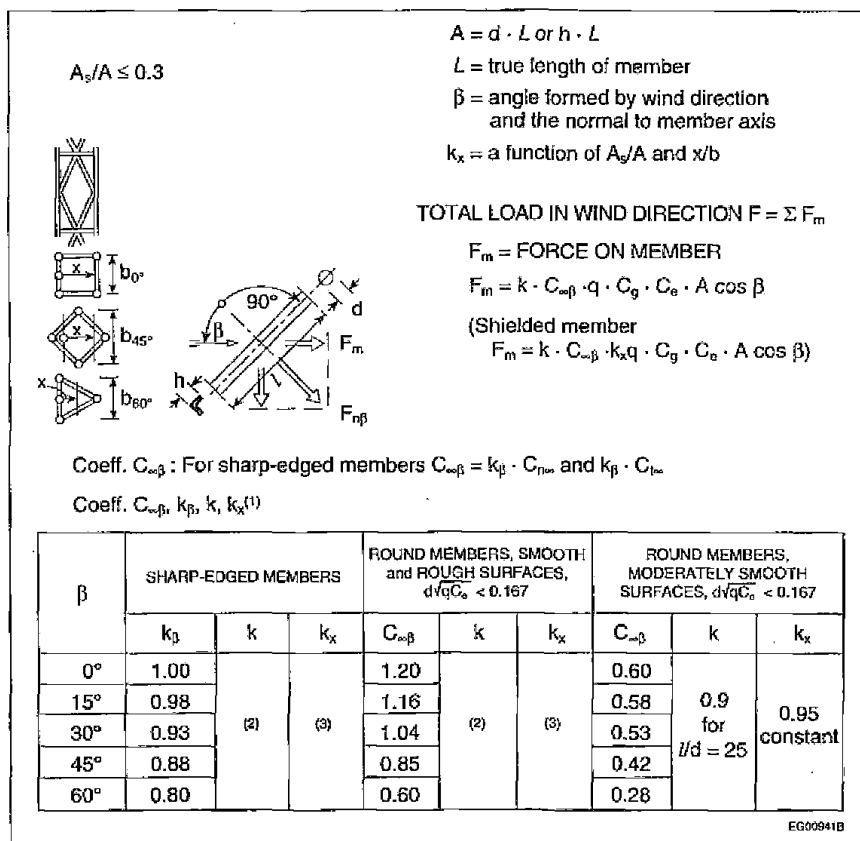 A = d · L or h · L
Aₛ/A ≤ 0.3
L = true length of member
β = angle formed by wind direction
and the normal to member axis
kₓ = a function of Aₛ/A and x/b
TOTAL LOAD IN WIND DIRECTION F = Σ Fₘ
Fₘ = FORCE ON MEMBER
Fₘ = k · C∞β · q · Cg · Cₑ · A cos β
(Shielded member
Fₘ = k · C∞β · kₓq · Cg · Cₑ · A cos β)
x b0°
x b45°
x b60°
90° d
β Fₘ
h l
Fnβ
Coeff. C∞β : For sharp-edged members C∞β = kβ · Cn∞ and kβ · Ct∞
Coeff. C∞β, kβ, k, kₓ⁽¹⁾
β SHARP-EDGED MEMBERS ROUND MEMBERS, SMOOTH and ROUGH SURFACES, d√qCₑ < 0.167 ROUND MEMBERS, MODERATELY SMOOTH SURFACES, d√qCₑ < 0.167
kβ k kₓ C∞β k kₓ C∞β k kₓ
0° 1.00 1.20 0.60
15° 0.98 1.16 0.58
30° 0.93 (2) (3) 1.04 (2) (3) 0.53 0.9 for l/d = 25 0.95 constant
45° 0.88 0.85 0.42
60° 0.80 0.60 0.28
EG00941B